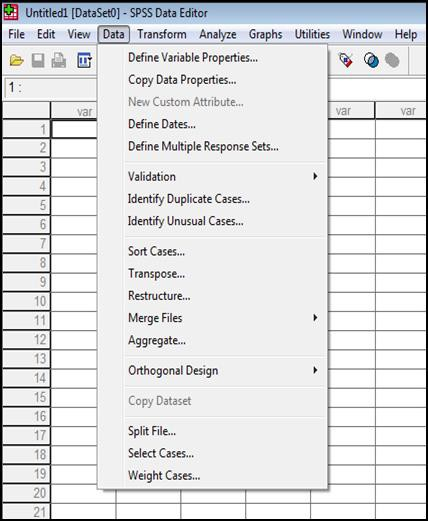 Untitled1 [DataSet0] - SPSS Data Editor
File Edit View Data Transform Analyze Graphs Utilities Window Help
1 :
var var var
Define Variable Properties...
Copy Data Properties...
New Custom Attribute...
Define Dates...
Define Multiple Response Sets...
Validation
Identify Duplicate Cases...
Identify Unusual Cases...
Sort Cases...
Transpose...
Restructure...
Merge Files
Aggregate...
Orthogonal Design
Copy Dataset
Split File...
Select Cases...
Weight Cases...
1
2
3
4
5
6
7
8
9
10
11
12
13
14
15
16
17
18
19
20
21